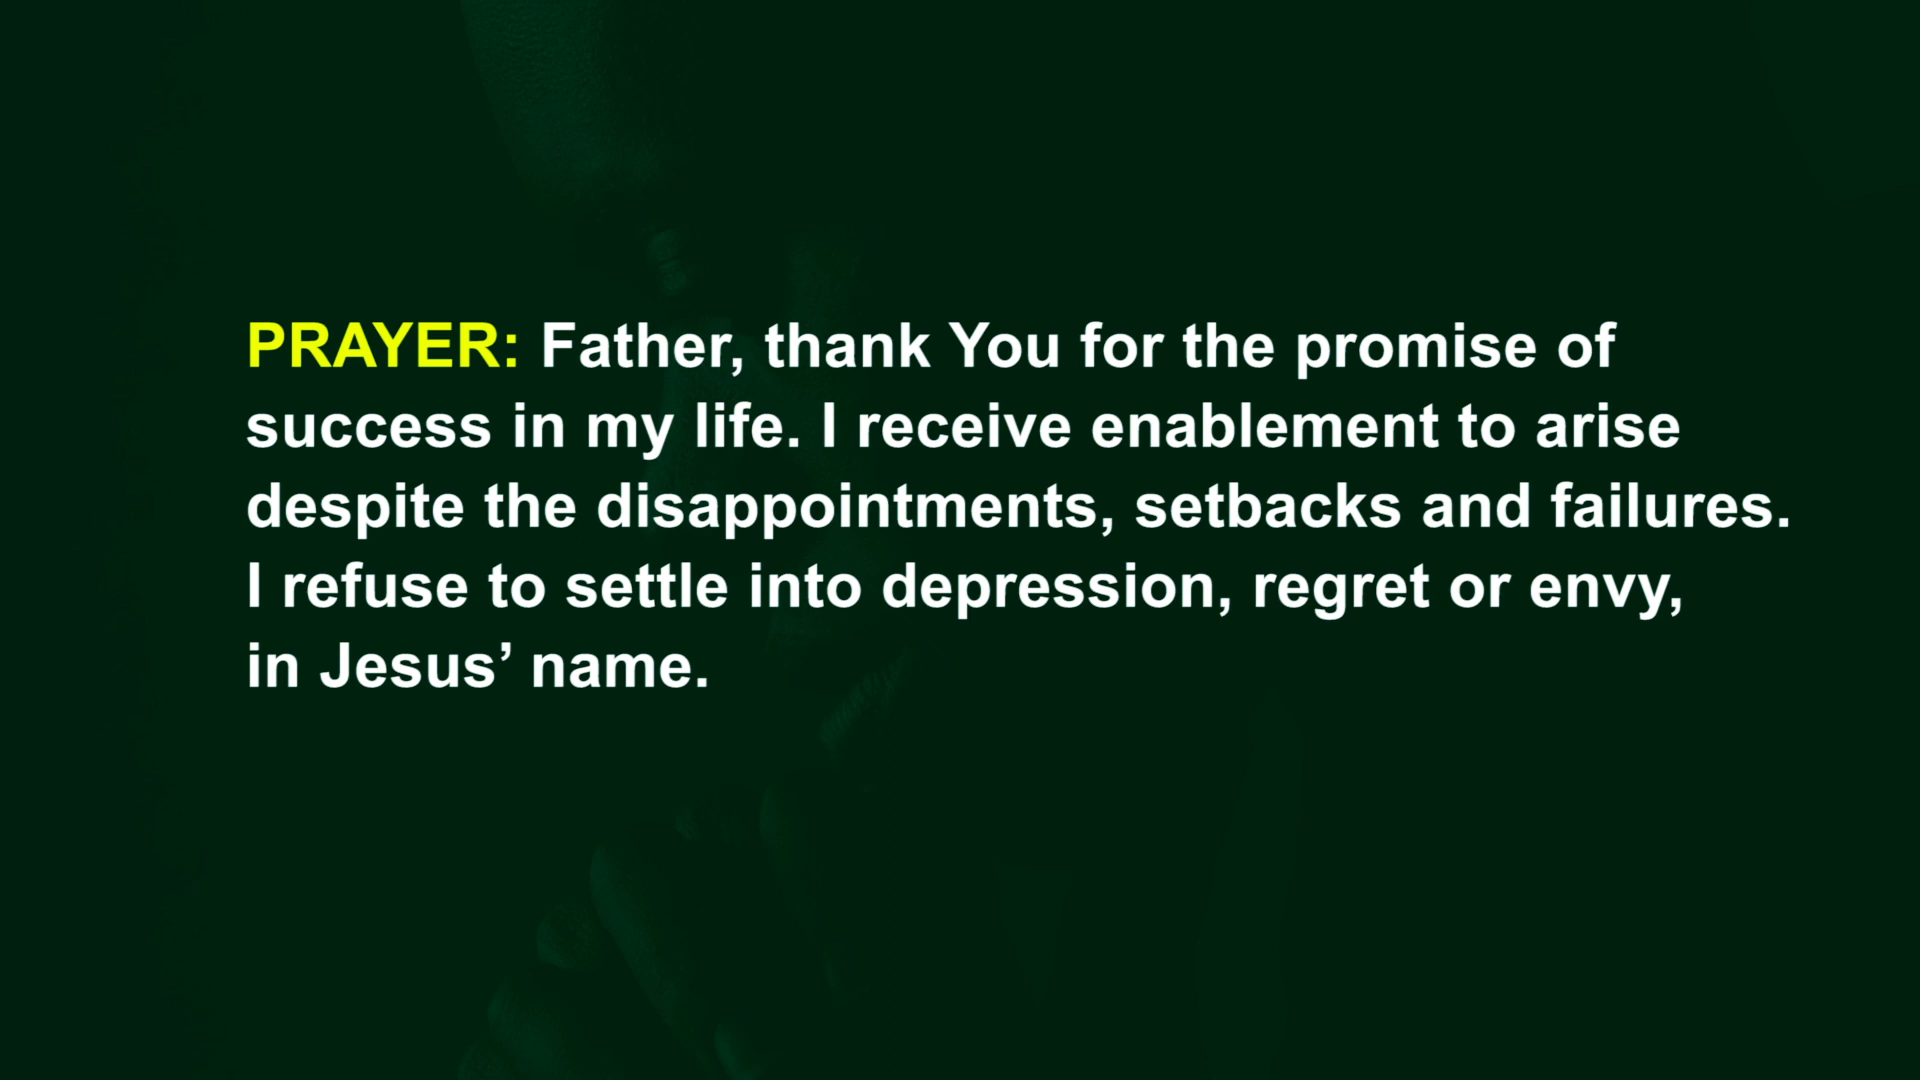 PRAYER: Father, thank You for the promise of
success in my life. I receive enablement to arise
despite the disappointments, setbacks and failures.
I refuse to settle into depression, regret or envy,
in Jesus’ name.